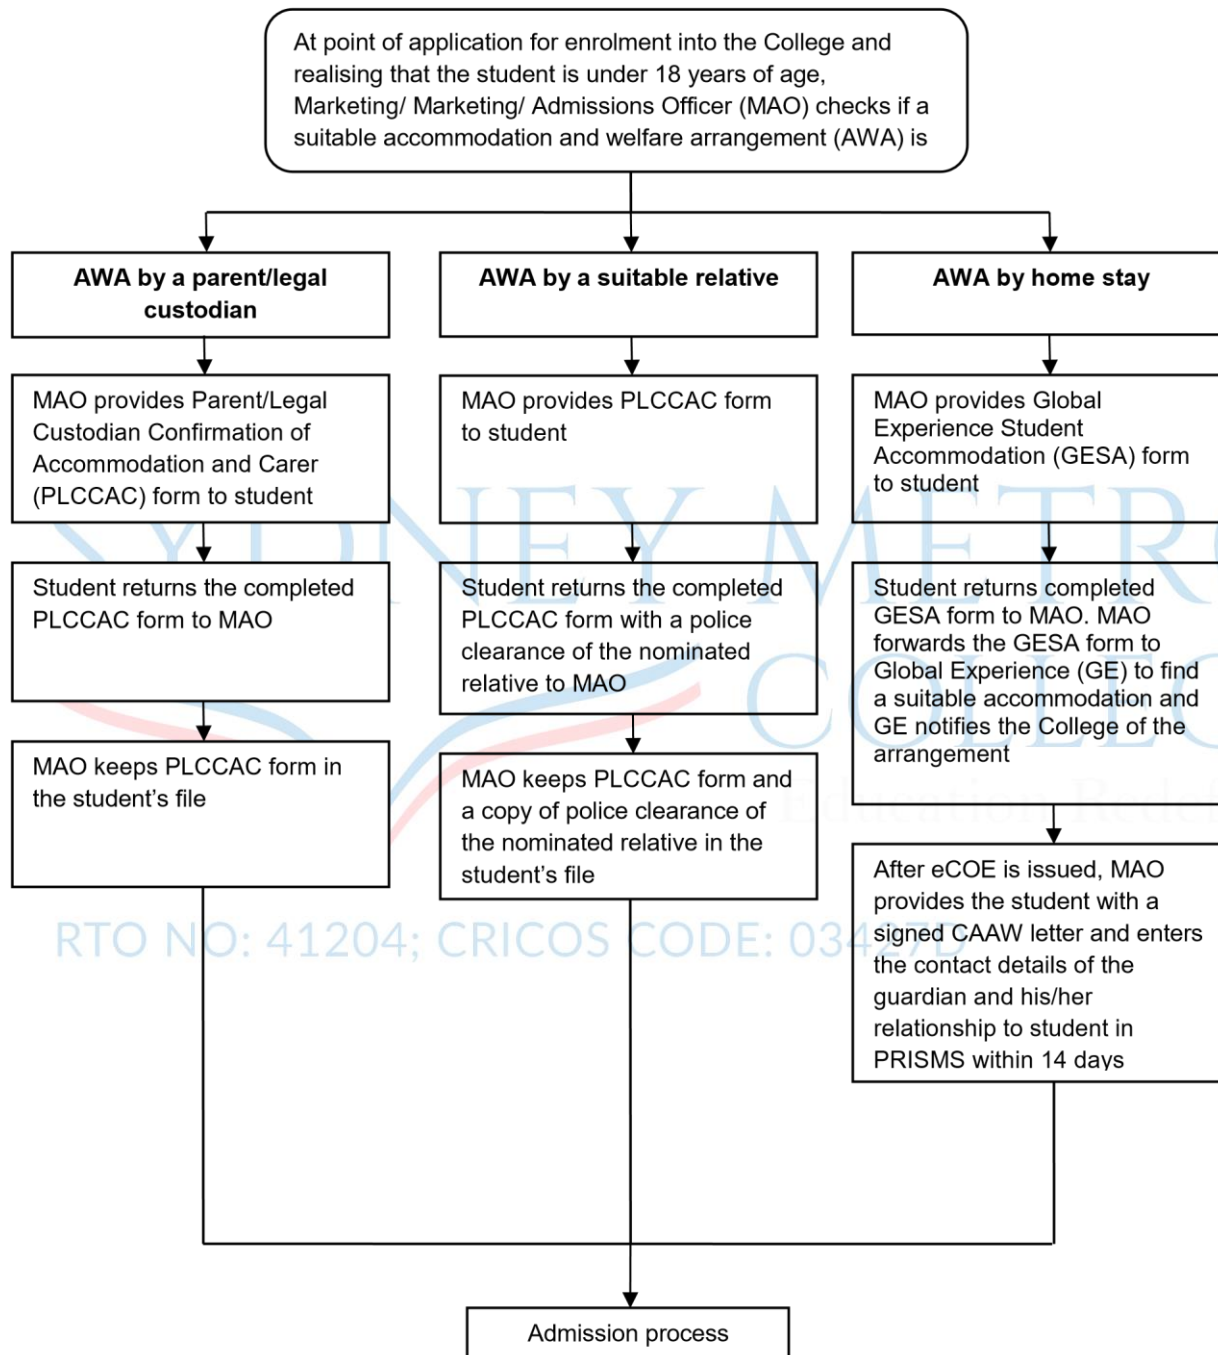 At point of application for enrolment into the College and
realising that the student is under 18 years of age,
Marketing/ Marketing/ Admissions Officer (MAO) checks if a
suitable accommodation and welfare arrangement (AWA) is
AWA by a parent/legal
custodian
MAO provides Parent/Legal
Custodian Confirmation of
Accommodation and Carer
(PLCCAC) form to student
Student returns the completed
PLCCAC form to MAO
MAO keeps PLCCAC form in
the student's file
AWA by a suitable relative
MAO provides PLCCAC form
to student
Student returns the completed
PLCCAC form with a police
clearance of the nominated
relative to MAO
MAO keeps PLCCAC form and
a copy of police clearance of
the nominated relative in the
student's file
AWA by home stay
MAO provides Global
Experience Student
Accommodation (GESA) form
to student
Student returns completed
GESA form to MAO. MAO
forwards the GESA form to
Global Experience (GE) to find
a suitable accommodation and
GE notifies the College of the
arrangement
After eCOE is issued, MAO
provides the student with a
signed CAAW letter and enters
the contact details of the
guardian and his/her
relationship to student in
PRISMS within 14 days
Admission process
SYDNEY METRO
COLLEG
Education
RTO NO: 41204; CRICOS CODE: 03427D